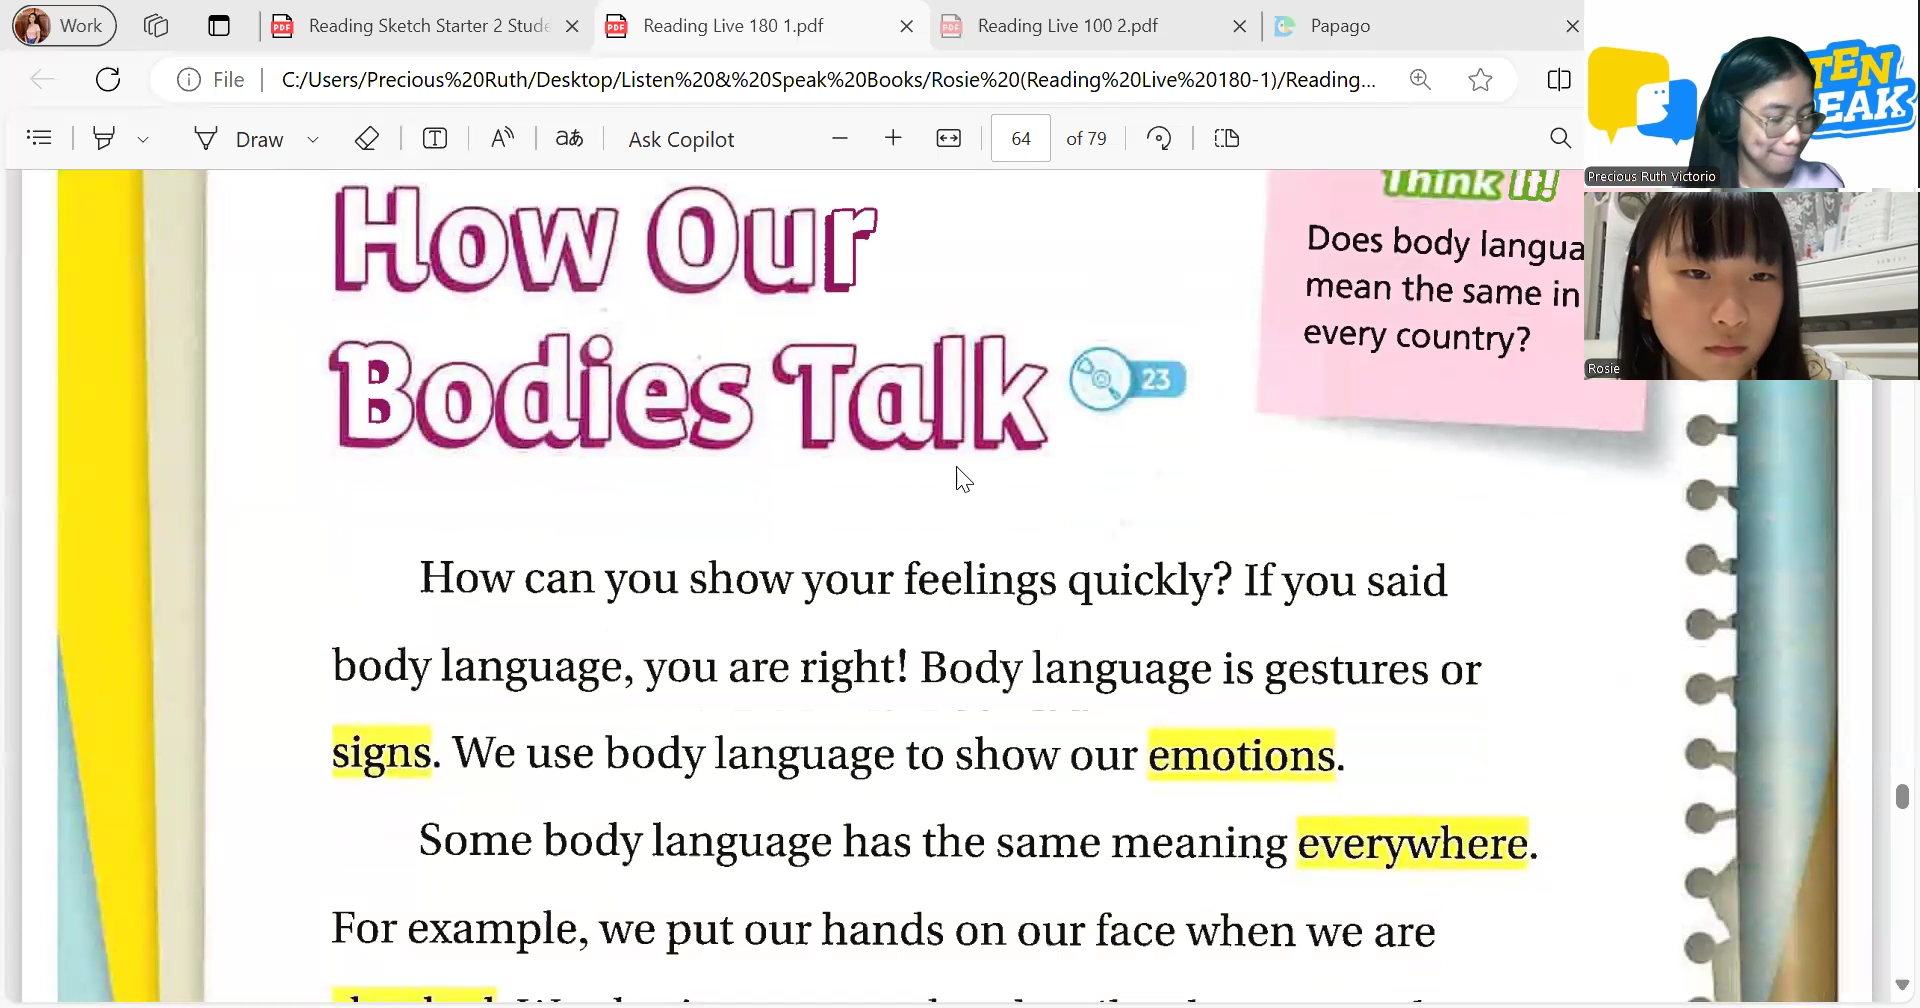 Work
Reading Sketch Starter 2 Stude
Reading Live 180 1.pdf
Reading Live 100 2.pdf
Papago
File
C:/Users/Precious%20Ruth/Desktop/Listen%20&%20Speak%20Books/Rosie%20(Reading%20Live%20180-1)/Reading...
Draw
Ask Copilot
64 of 79
TEN
EAK
Precious Ruth Victorio
Rosie
Think It!
Does body langua
mean the same in
every country?
How Our
Bodies Talk
23
How can you show your feelings quickly? If you said
body language, you are right! Body language is gestures or
signs. We use body language to show our emotions.
Some body language has the same meaning everywhere.
For example, we put our hands on our face when we are